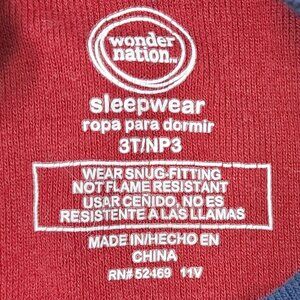 wonder
nation™
sleepwear
ropa para dormir
3T/NP3
WEAR SNUG-FITTING
NOT FLAME RESISTANT
USAR CEÑIDO, NO ES
RESISTENTE A LAS LLAMAS
MADE IN/HECHO EN
CHINA
RN# 52469 11V